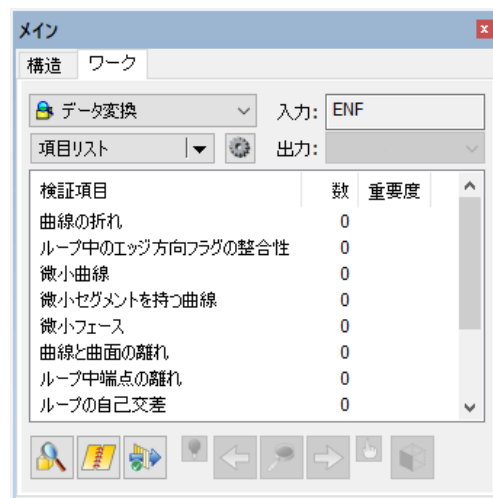 メイン
構造 ワーク
データ変換 入力: ENF
項目リスト 出力:
検証項目 数 重要度
曲線の折れ 0
ループ中のエッジ方向フラグの整合性 0
微小曲線 0
微小セグメントを持つ曲線 0
微小フェース 0
曲線と曲面の離れ 0
ループ中端点の離れ 0
ループの自己交差 0